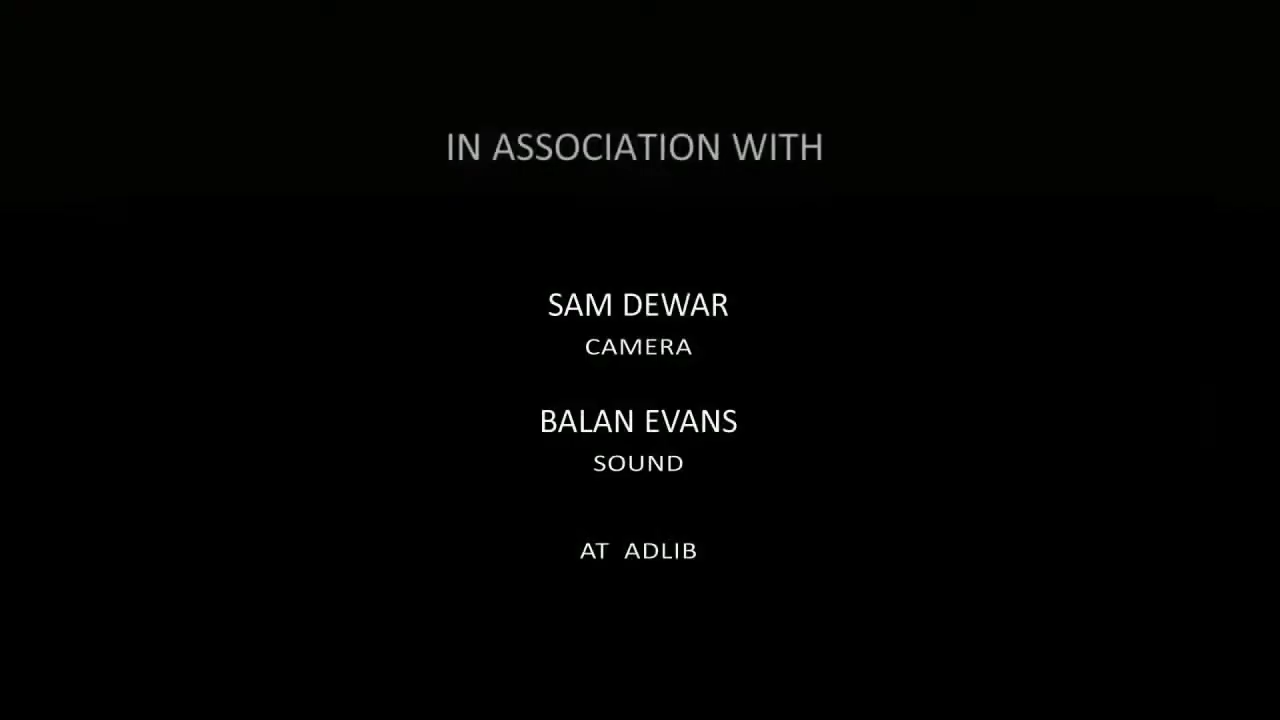 IN ASSOCIATION WITH
SAM DEWAR
CAMERA
BALAN EVANS
SOUND
AT ADLIB